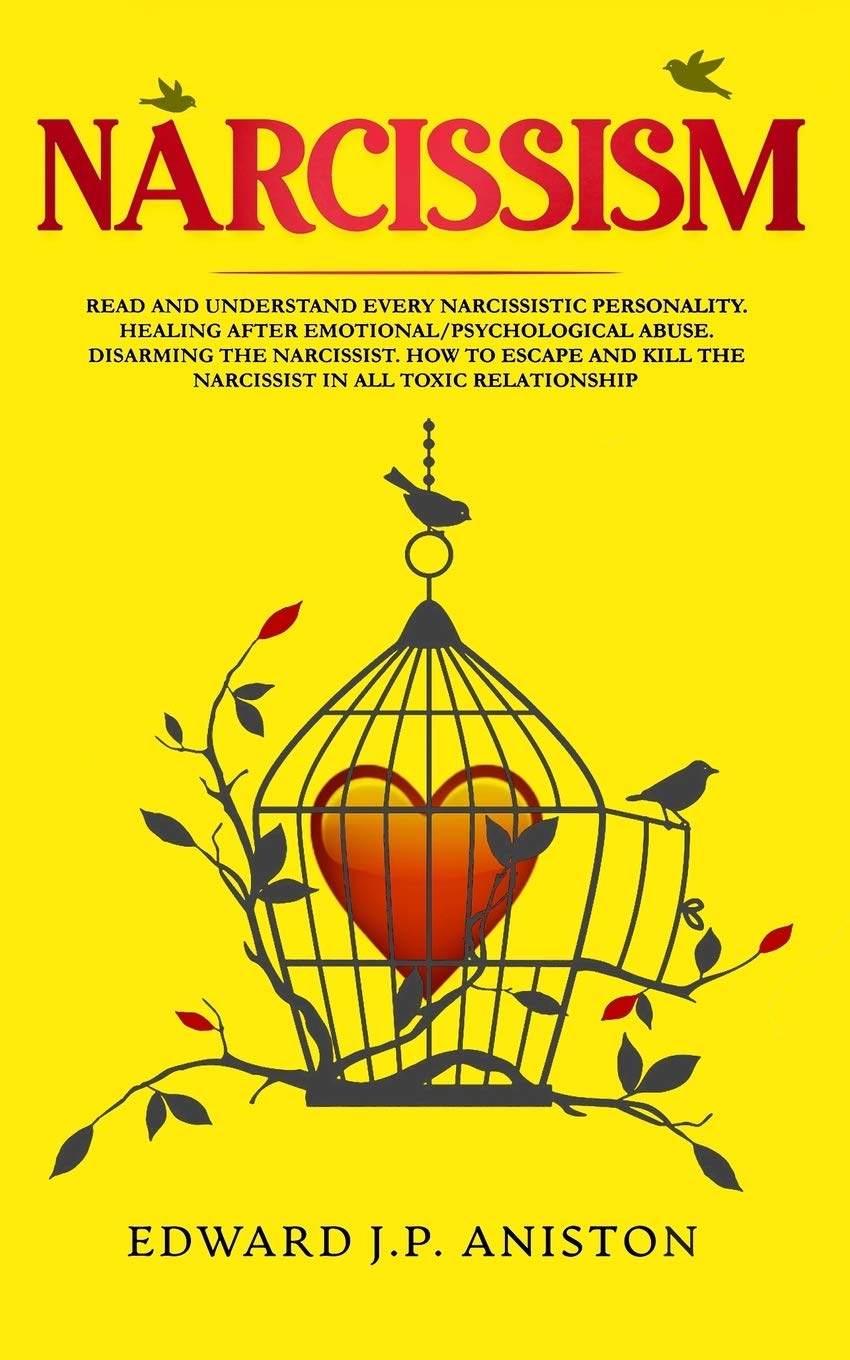 NARCISSISM
READ AND UNDERSTAND EVERY NARCISSISTIC PERSONALITY.
HEALING AFTER EMOTIONAL/PSYCHOLOGICAL ABUSE.
DISARMING THE NARCISSIST. HOW TO ESCAPE AND KILL THE
NARCISSIST IN ALL TOXIC RELATIONSHIP
EDWARD J.P. ANISTON